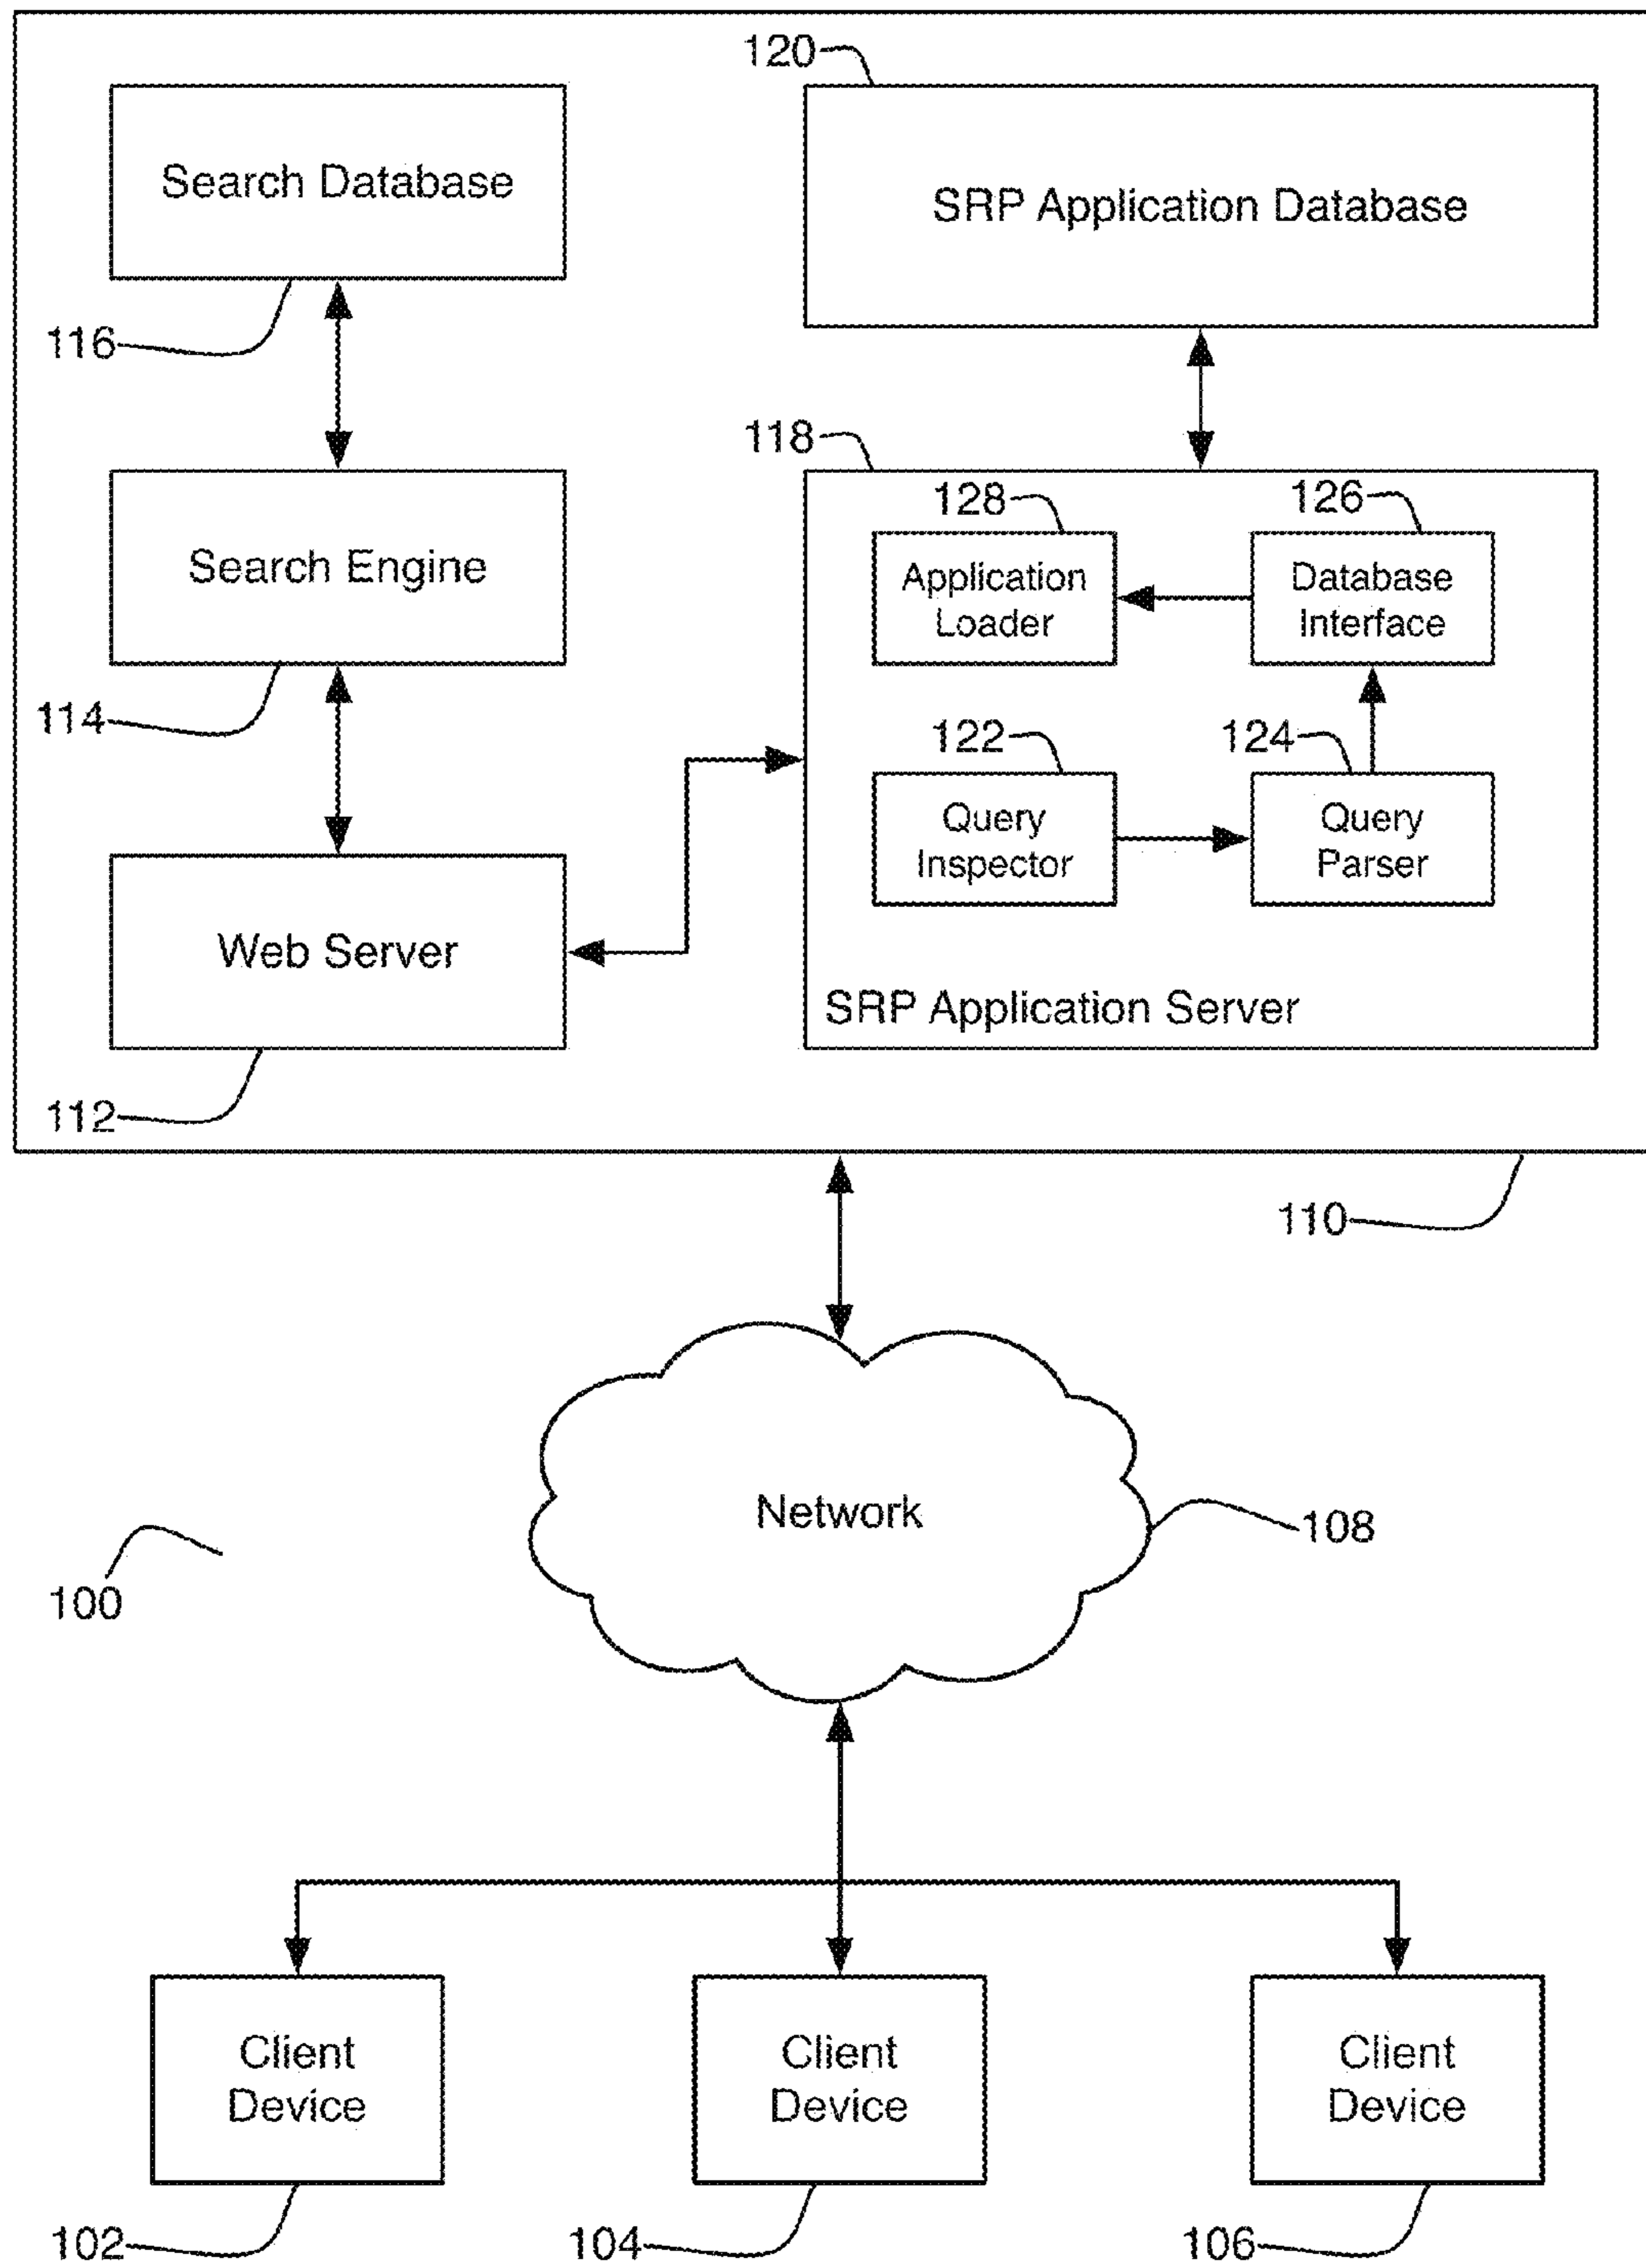 120
Search Database
SRP Application Database
116
118
128
126
Search Engine
Application
Loader
Database
Interface
114
122
124
Query
Inspector
Query
Parser
Web Server
SRP Application Server
112
110
Network
108
100
Client
Device
Client
Device
Client
Device
102
104
106